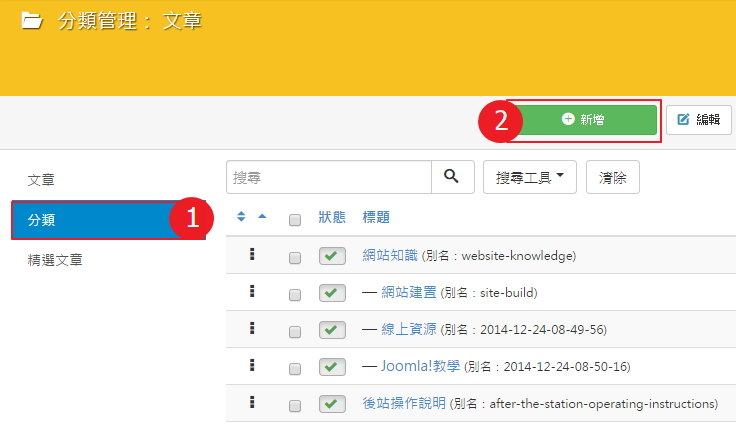 分類管理： 文章
2
新增
編輯
文章
分類
1
精選文章
搜尋
搜尋工具
清除
狀態 標題
網站知識 (別名：website-knowledge)
— 網站建置 (別名：site-build)
— 線上資源 (別名：2014-12-24-08-49-56)
— Joomla!教學 (別名：2014-12-24-08-50-16)
後站操作說明 (別名：after-the-station-operating-instructions)